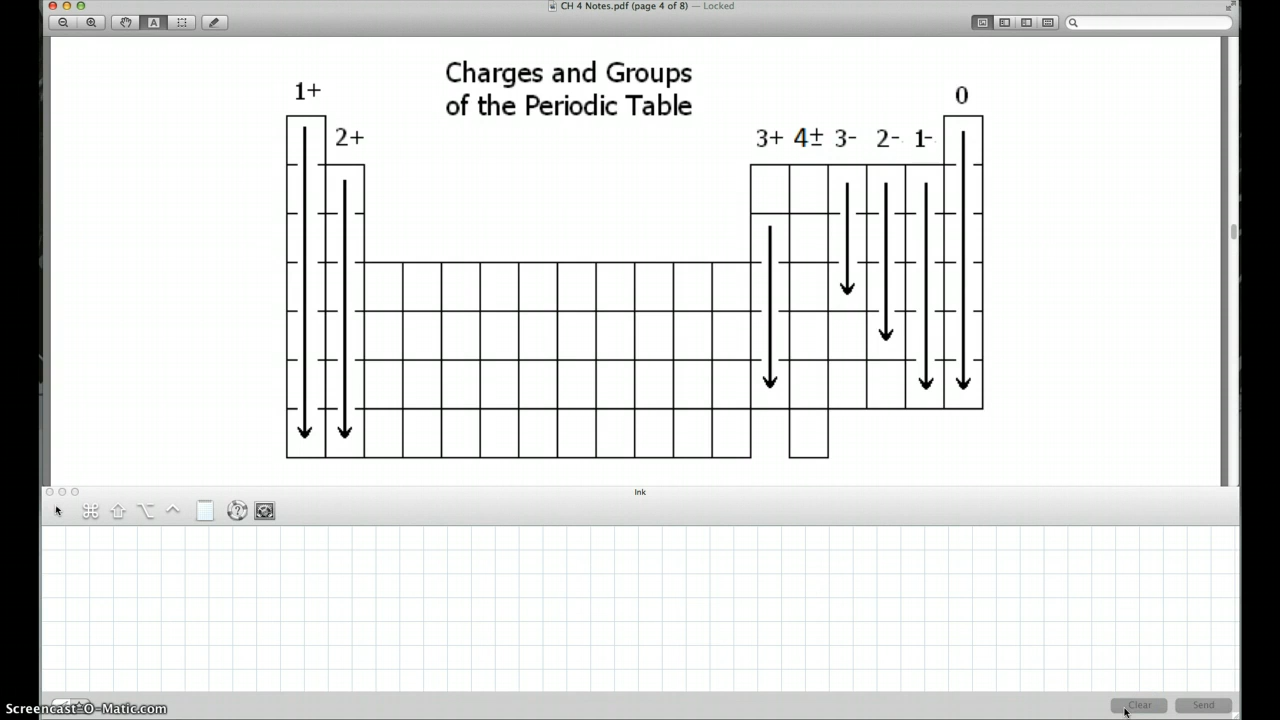 CH 4 Notes.pdf (page 4 of 8) — Locked
Charges and Groups
of the Periodic Table
1+
2+
3+ 4± 3- 2- 1-
0
Ink
Clear Send
Screencast-O-Matic.com